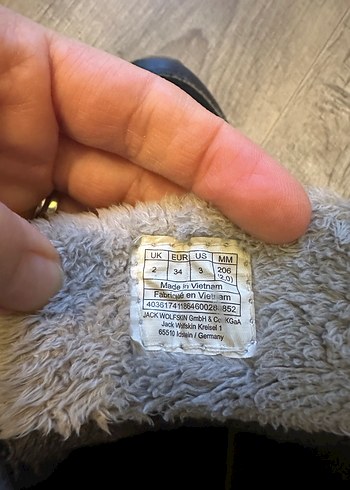 UK EUR US MM
2 34 3 206
(2.0)
Made in Vietnam
Fabriqué en Vietnam
JACK WOLFSKIN GmbH & Co. KGaA
Jack Wolfskin Kreisel 1
65510 Idstein / Germany